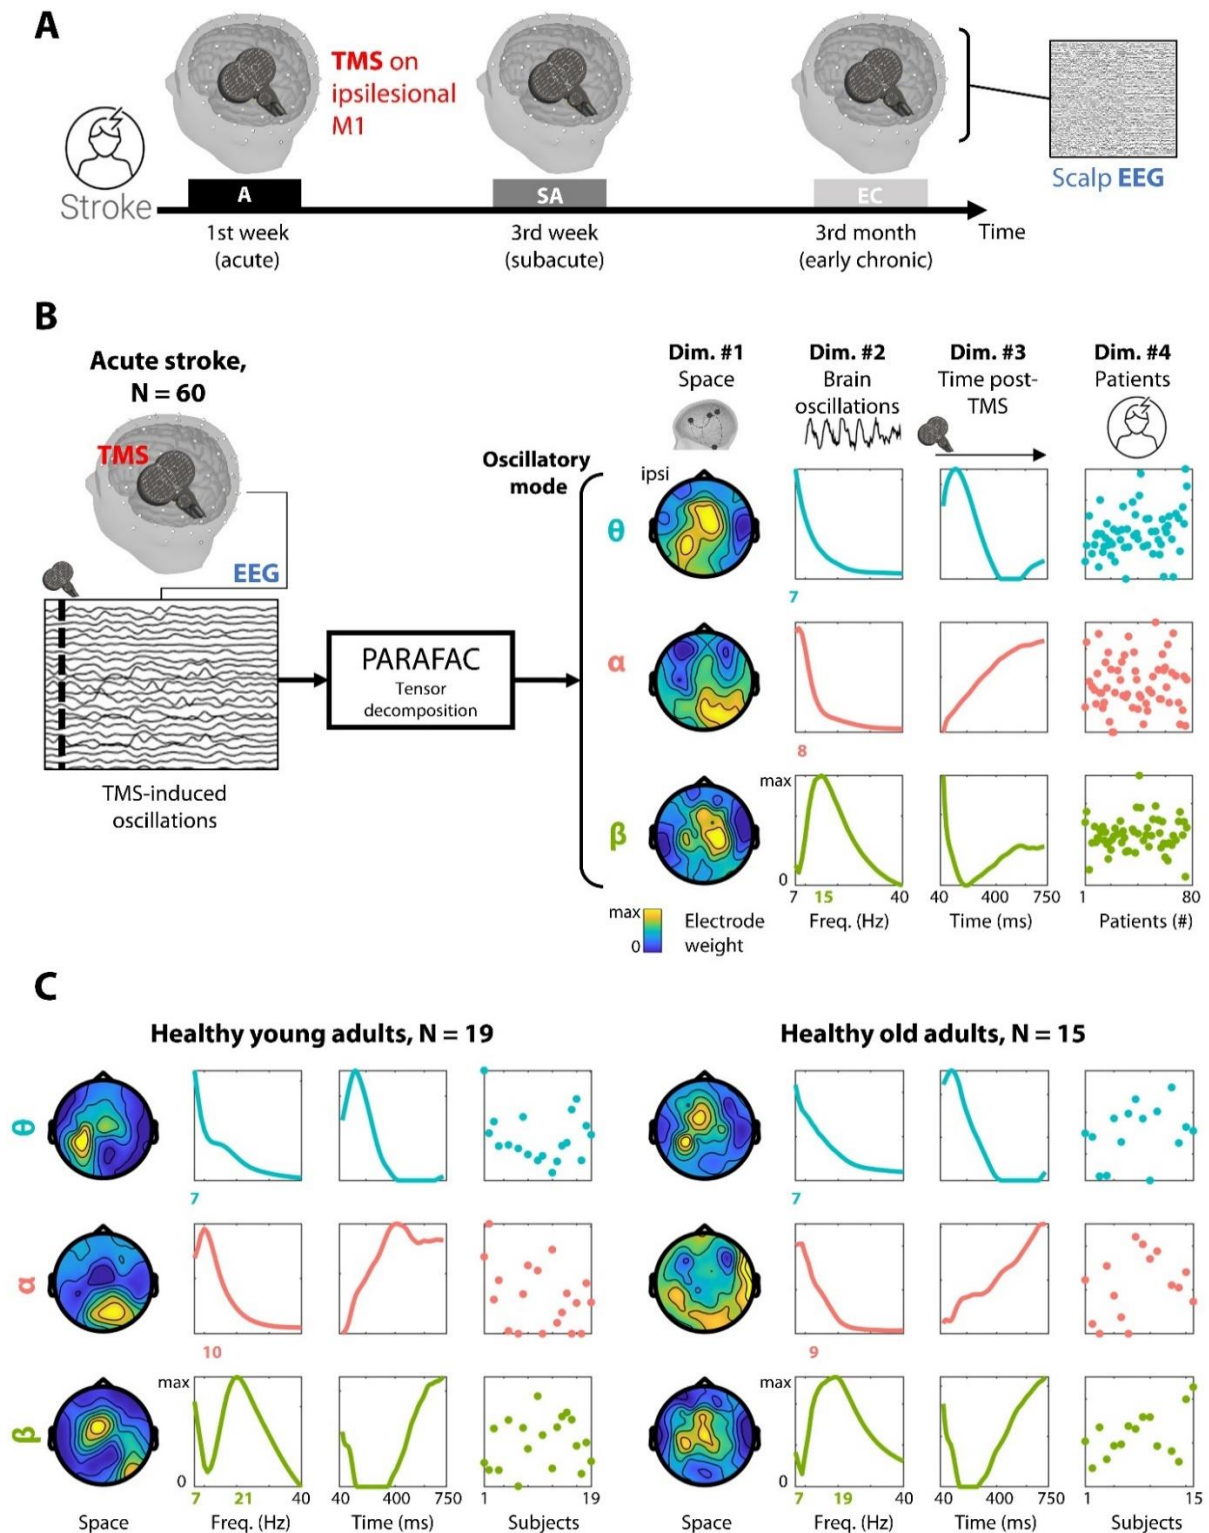 A
TMS on
ipsilesional
M1
Stroke
A
SA
EC
Scalp EEG
1st week
(acute)
3rd week
(subacute)
3rd month
(early chronic)
Time
B
Acute stroke,
N = 60
TMS
EEG
TMS-induced
oscillations
PARAFAC
Tensor
decomposition
Oscillatory
mode
Dim. #1
Space
Dim. #2
Brain
oscillations
Dim. #3
Time post-
TMS
Dim. #4
Patients
ipsi
θ
7
α
8
β
max
0
7 15 40
Freq. (Hz)
40 400 750
Time (ms)
1 80
Patients (#)
max
0
Electrode
weight
C
Healthy young adults, N = 19
Healthy old adults, N = 15
θ
7
7
α
10
9
β
max
0
7 21 40
40 400 750
1 19
max
0
7 19 40
40 400 750
1 15
Space
Freq. (Hz)
Time (ms)
Subjects
Space
Freq. (Hz)
Time (ms)
Subjects